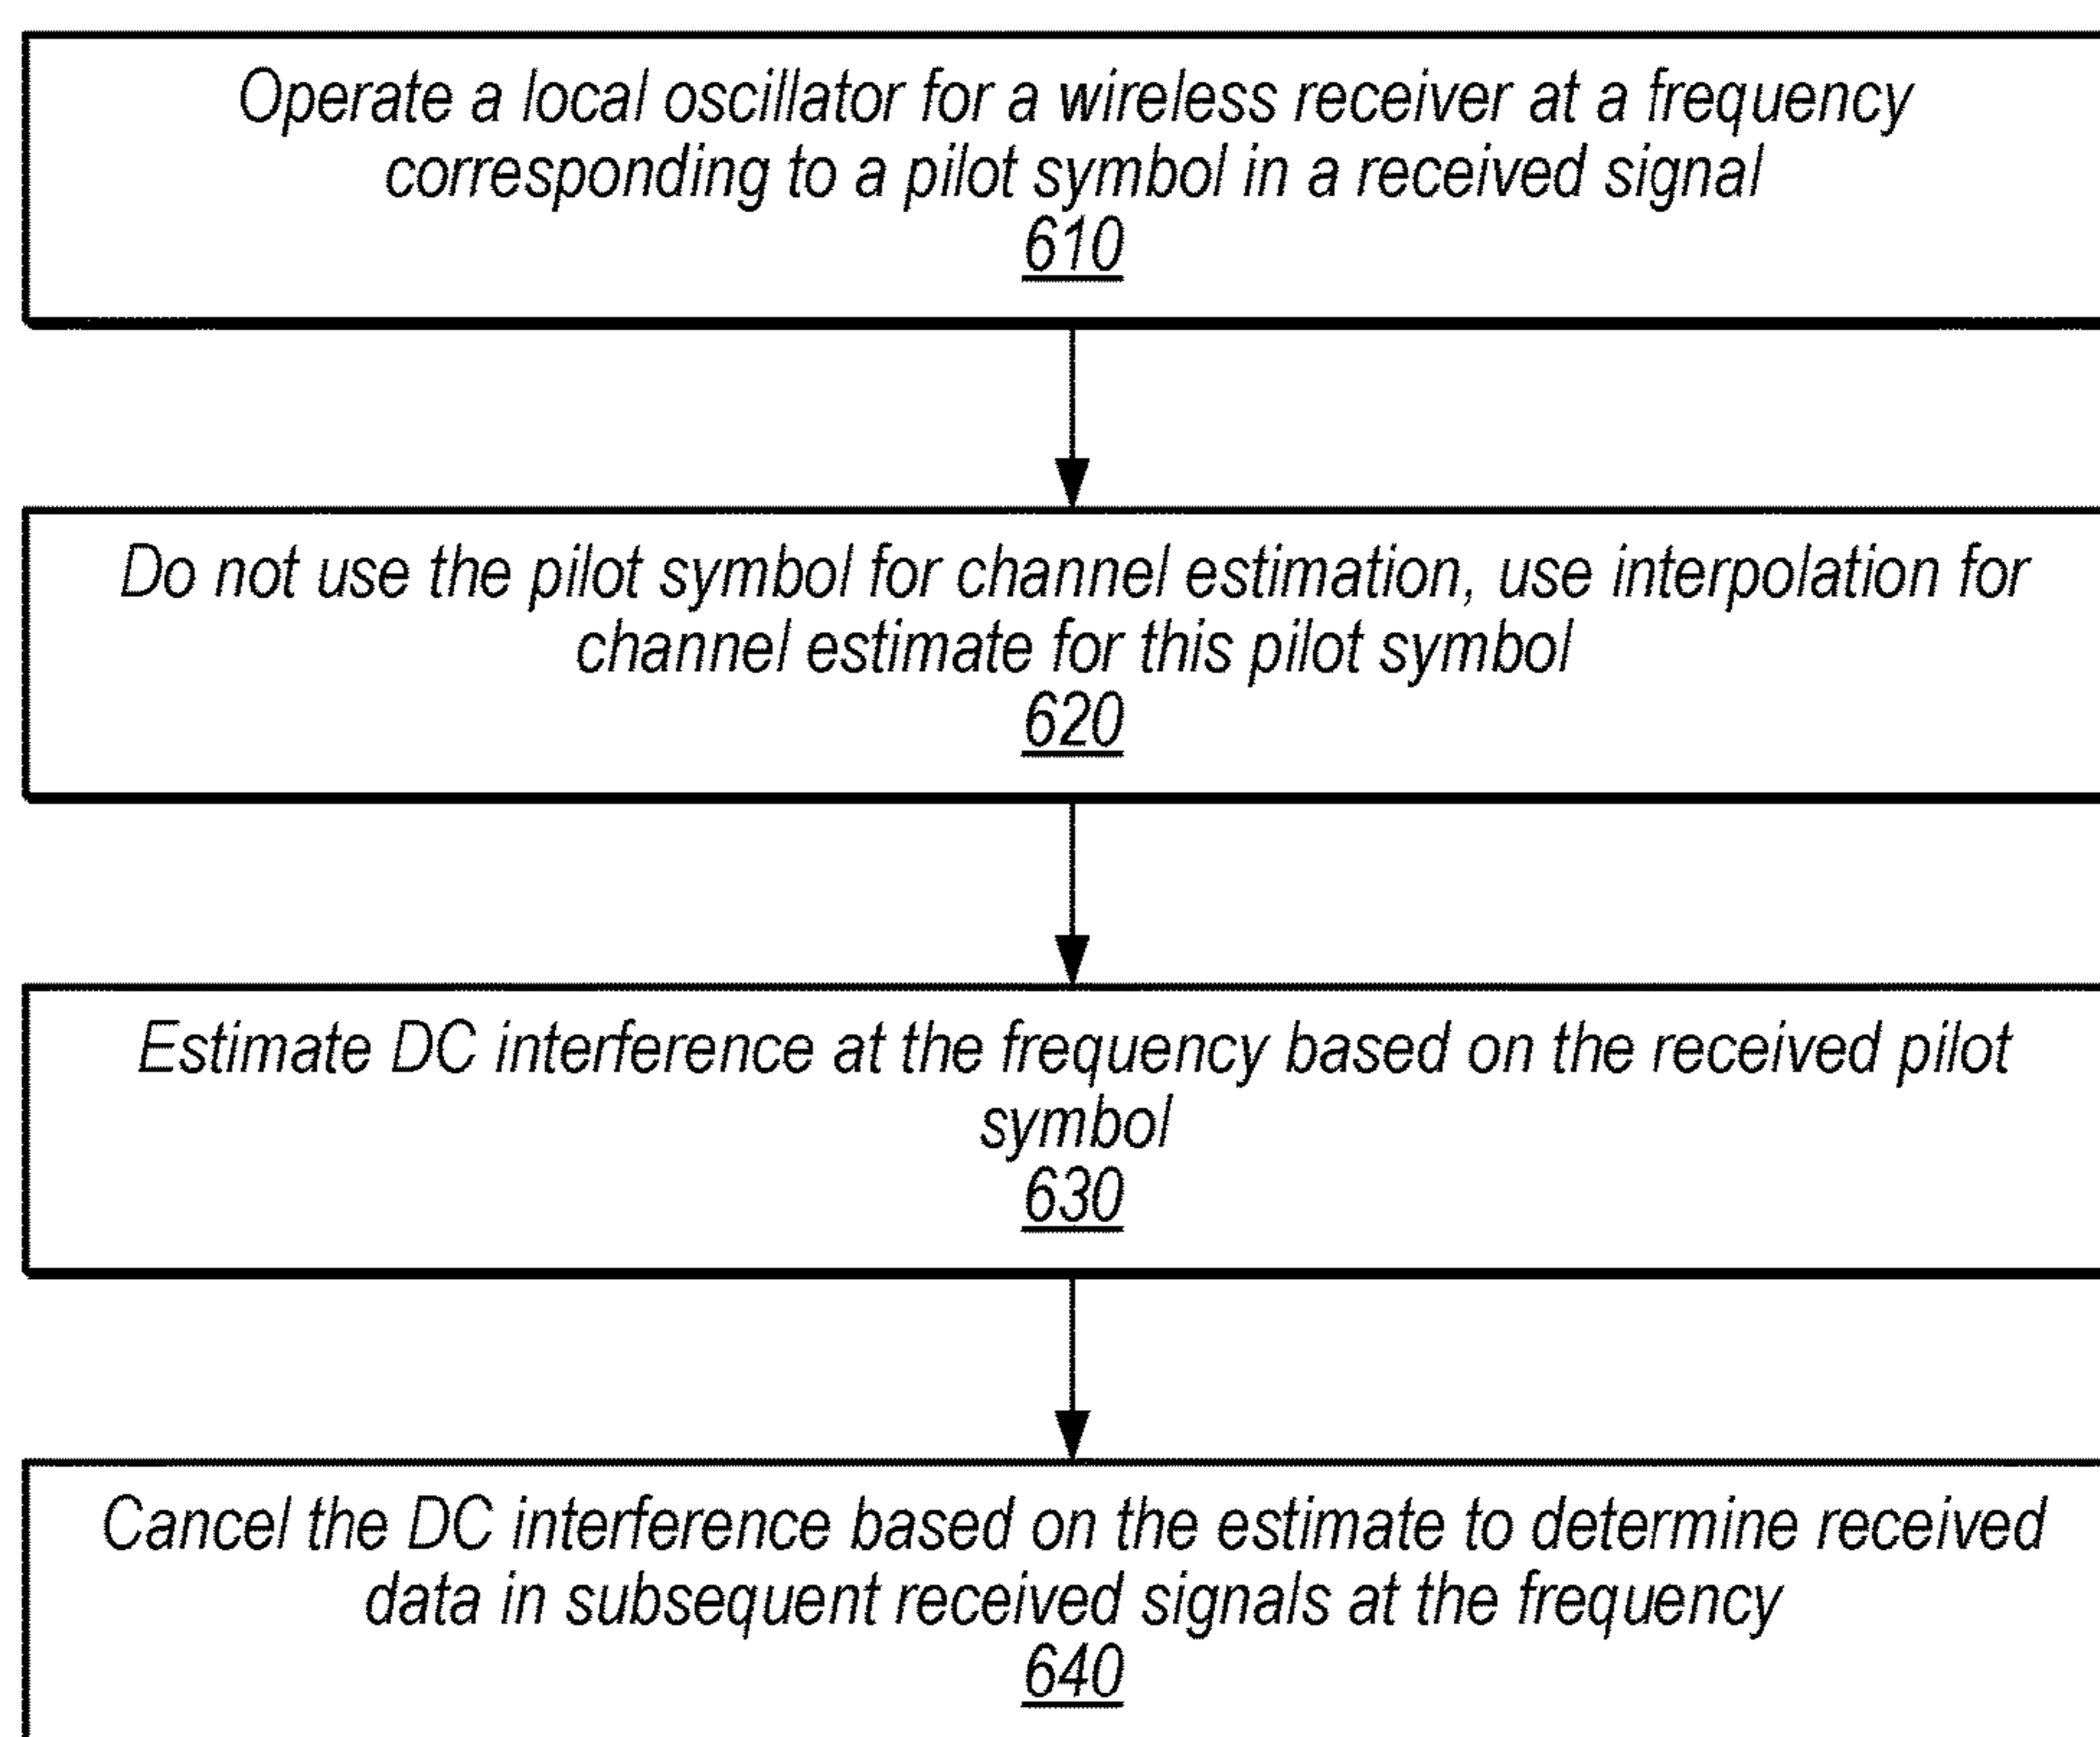 Operate a local oscillator for a wireless receiver at a frequency
corresponding to a pilot symbol in a received signal
610
Do not use the pilot symbol for channel estimation, use interpolation for
channel estimate for this pilot symbol
620
Estimate DC interference at the frequency based on the received pilot
symbol
630
Cancel the DC interference based on the estimate to determine received
data in subsequent received signals at the frequency
640